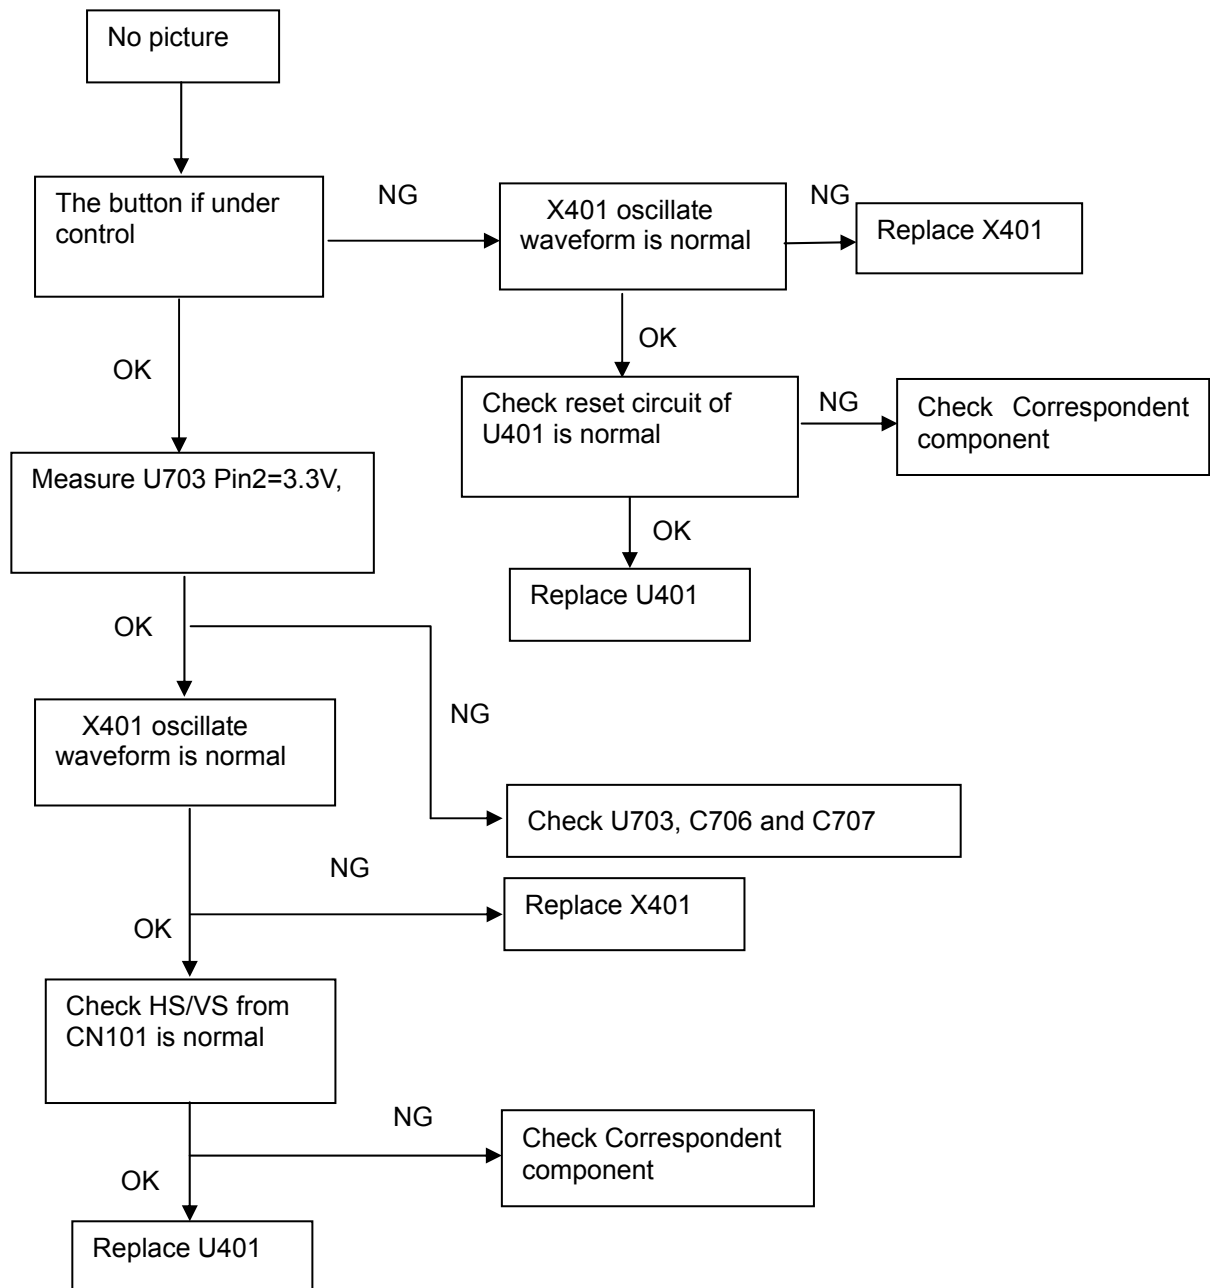 No picture
The button if under
control
NG
X401 oscillate
waveform is normal
NG
Replace X401
OK
OK
Check reset circuit of
U401 is normal
NG
Check Correspondent
component
Measure U703 Pin2=3.3V,
OK
Replace U401
OK
X401 oscillate
waveform is normal
NG
Check U703, C706 and C707
NG
Replace X401
OK
Check HS/VS from
CN101 is normal
NG
Check Correspondent
component
OK
Replace U401